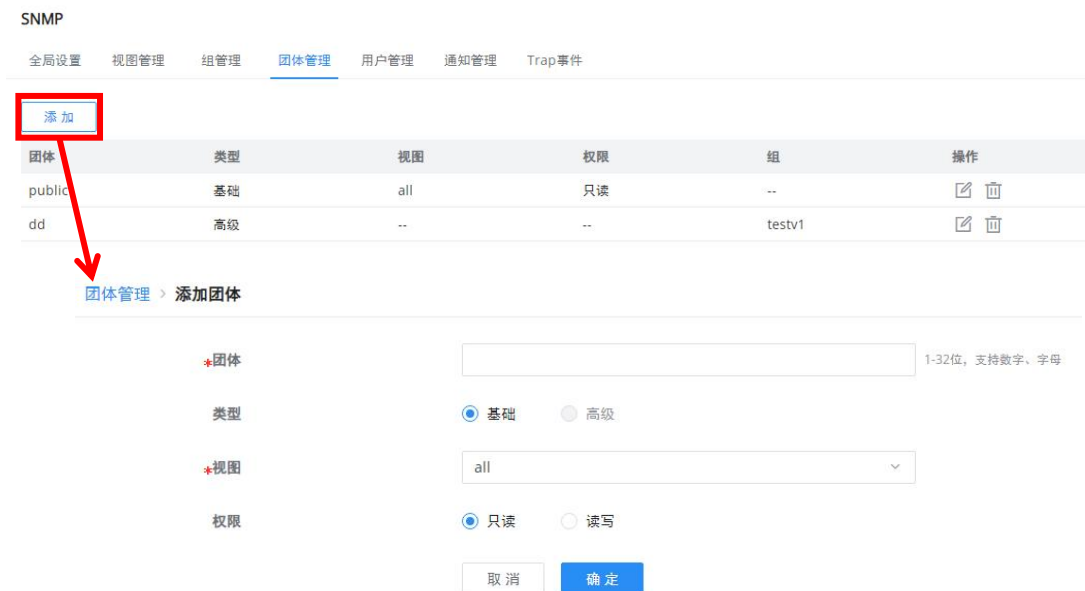 SNMP
全局设置 视图管理 组管理 团体管理 用户管理 通知管理 Trap事件
添加
团体 类型 视图 权限 组 操作
public 基础 all 只读 --
dd 高级 -- -- testv1
团体管理 > 添加团体
*团体 1-32位，支持数字、字母
类型 基础 高级
*视图 all
权限 只读 读写
取消 确定